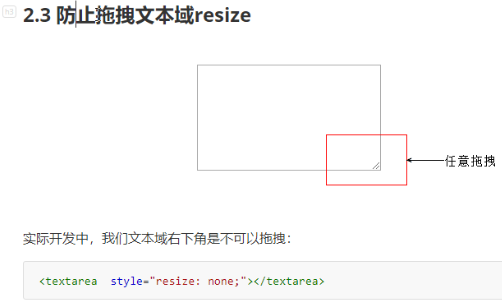 h3
2.3 防止拖拽文本域resize
任意拖拽
实际开发中，我们文本域右下角是不可以拖拽：
<textarea  style="resize: none;"></textarea>